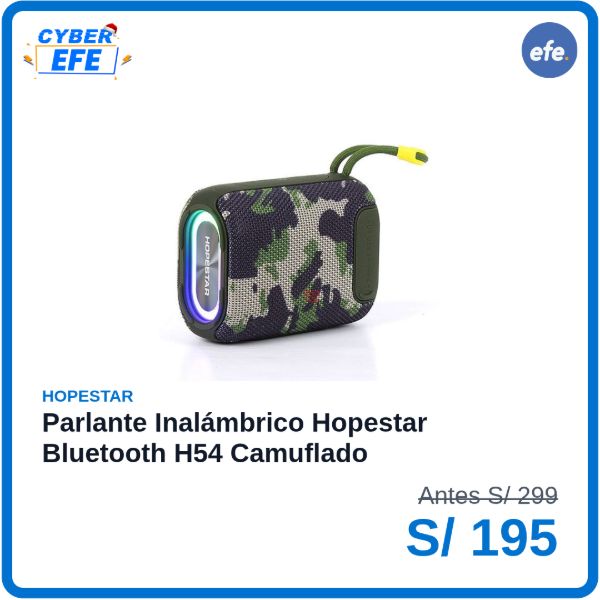 CYBER
EFE
efe.
HOPESTAR
HOPESTAR
Parlante Inalámbrico Hopestar
Bluetooth H54 Camuflado
Antes S/ 299
S/ 195